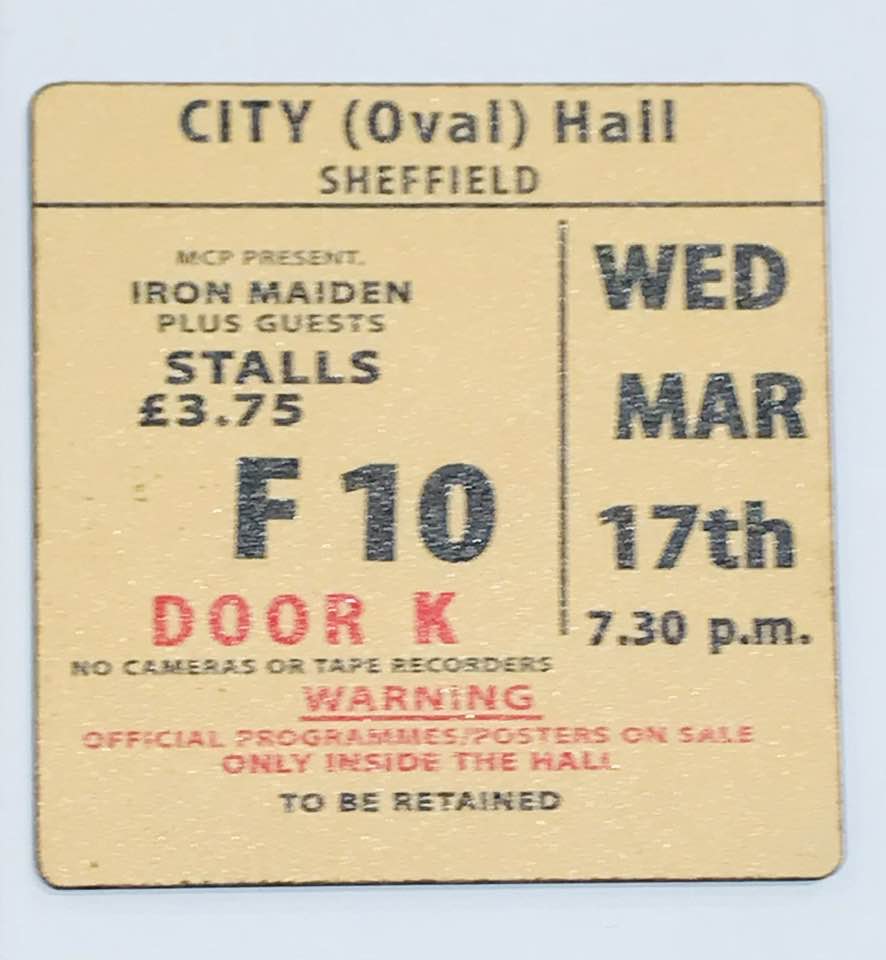 CITY (Oval) Hall
SHEFFIELD
MCP PRESENT.
IRON MAIDEN
PLUS GUESTS
STALLS
£3.75
F 10
DOOR K
WED
MAR
17th
7.30 p.m.
NO CAMERAS OR TAPE RECORDERS
WARNING
OFFICIAL PROGRAMMES/POSTERS ON SALE
ONLY INSIDE THE HALL
TO BE RETAINED